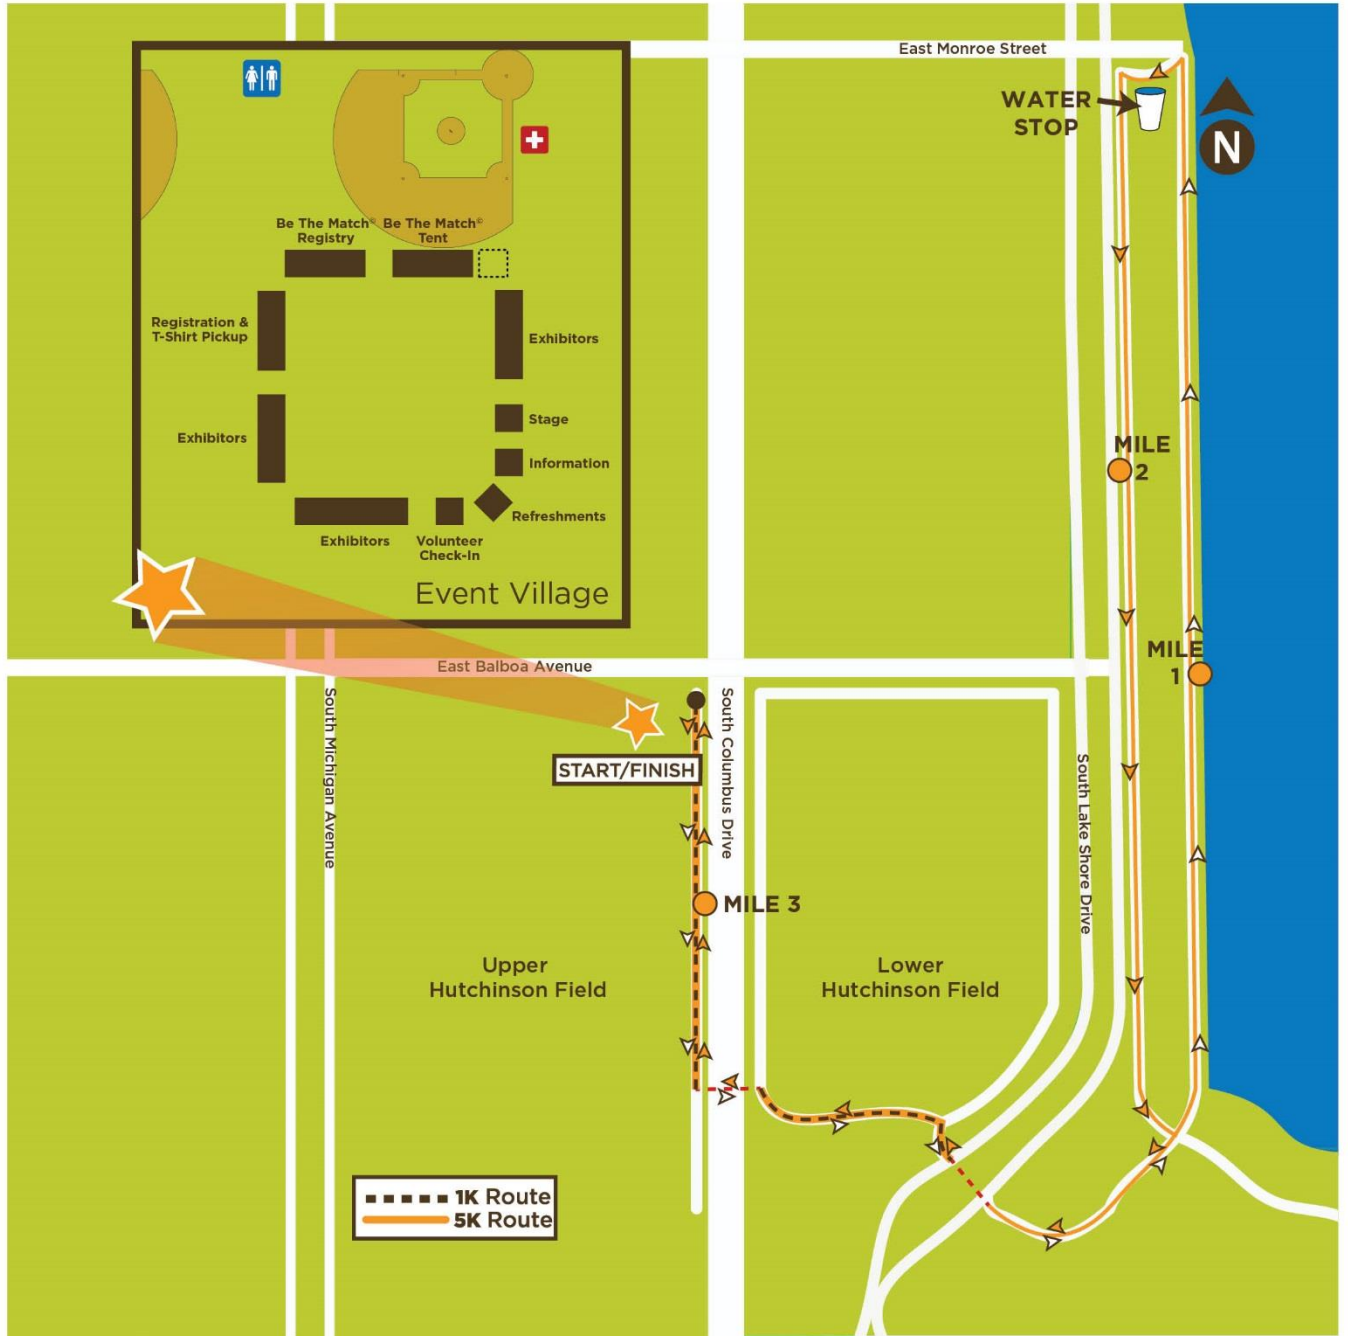 East Monroe Street
WATER
STOP
N
Be The Match©
Registry
Be The Match©
Tent
Registration &
T-Shirt Pickup
Exhibitors
Stage
Exhibitors
Information
Refreshments
Exhibitors
Volunteer
Check-In
Event Village
MILE
2
MILE
1
East Balboa Avenue
South Michigan Avenue
South Columbus Drive
South Lake Shore Drive
START/FINISH
MILE 3
Upper
Hutchinson Field
Lower
Hutchinson Field
1K Route
5K Route